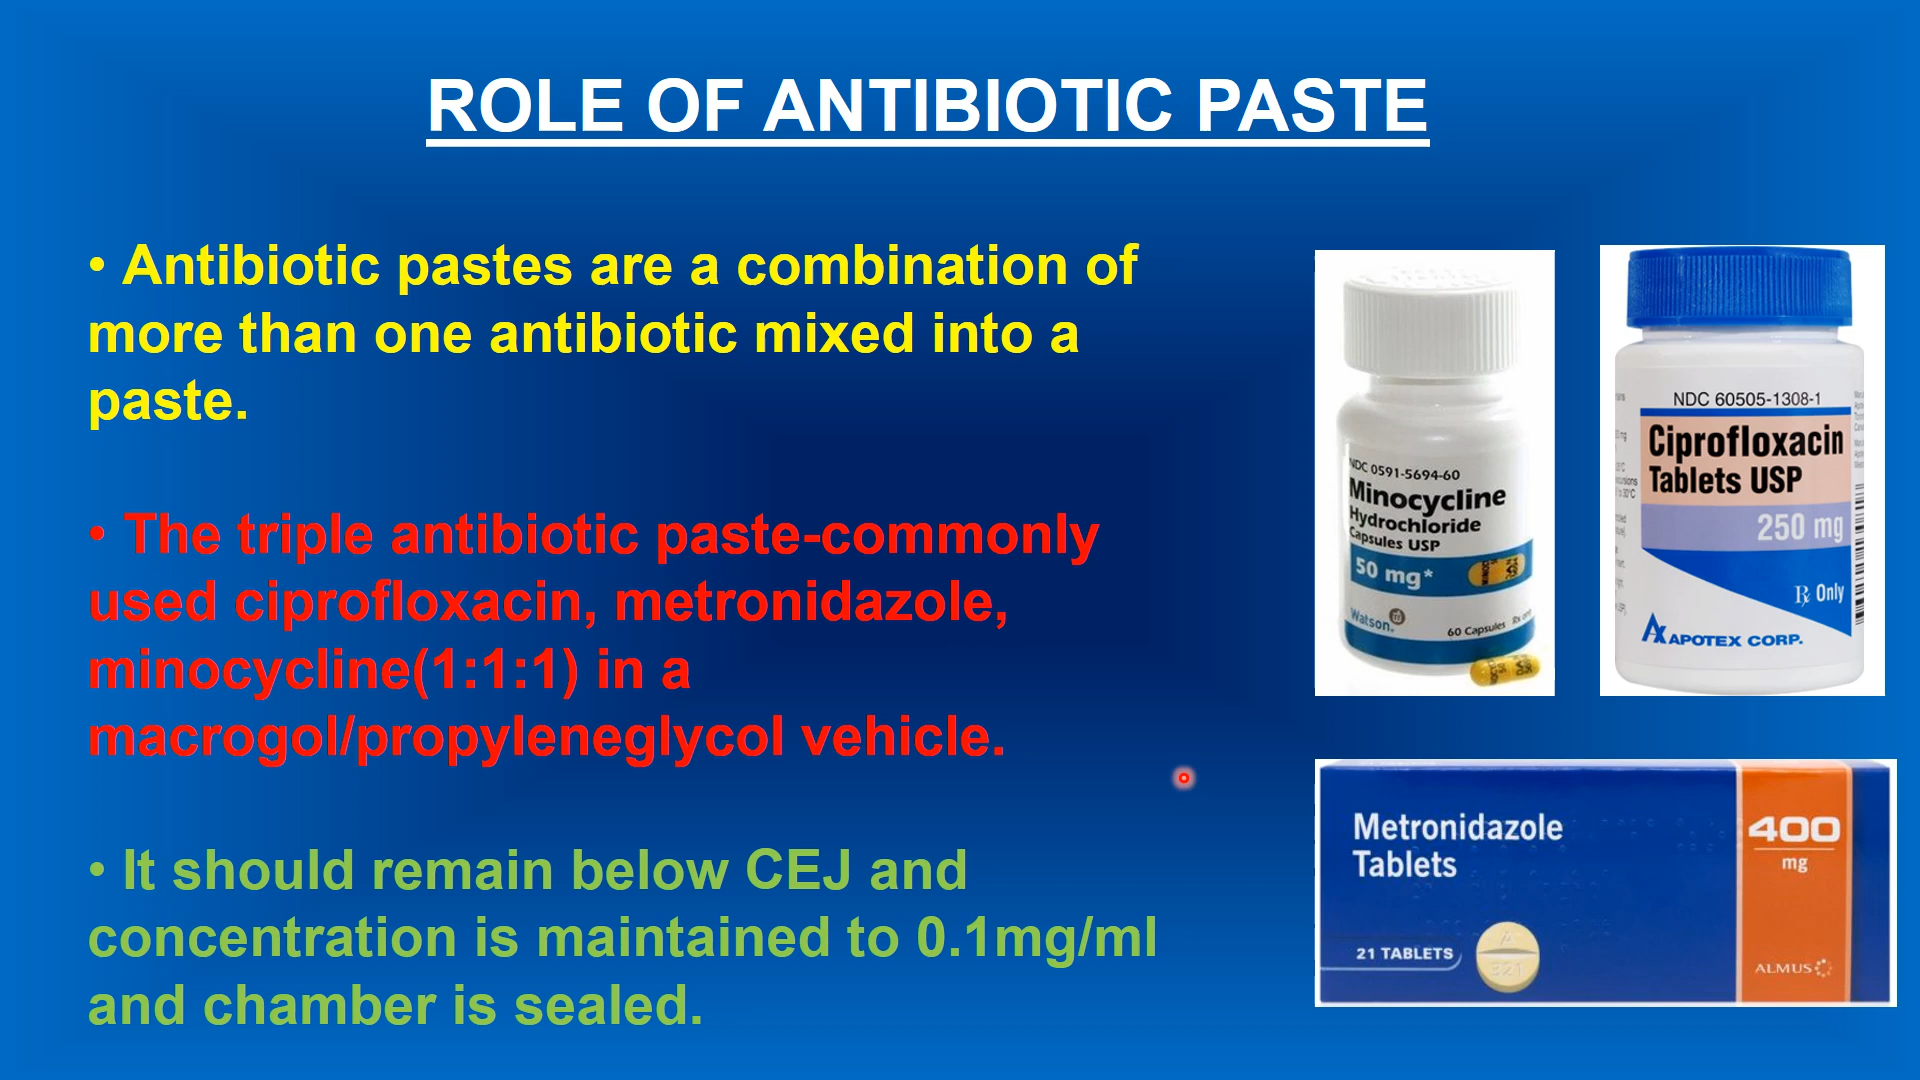 ROLE OF ANTIBIOTIC PASTE
• Antibiotic pastes are a combination of
more than one antibiotic mixed into a
paste.
• The triple antibiotic paste-commonly
used ciprofloxacin, metronidazole,
minocycline(1:1:1) in a
macrogol/propyleneglycol vehicle.
• It should remain below CEJ and
concentration is maintained to 0.1mg/ml
and chamber is sealed.
NDC 0591-5694-60
Minocycline
Hydrochloride
Capsules USP
50 mg*
Watson
60 Capsules
NDC 60505-1308-1
Ciprofloxacin
Tablets USP
250 mg
Rx Only
APOTEX CORP.
Metronidazole
Tablets
400
mg
21 TABLETS
ALMUS